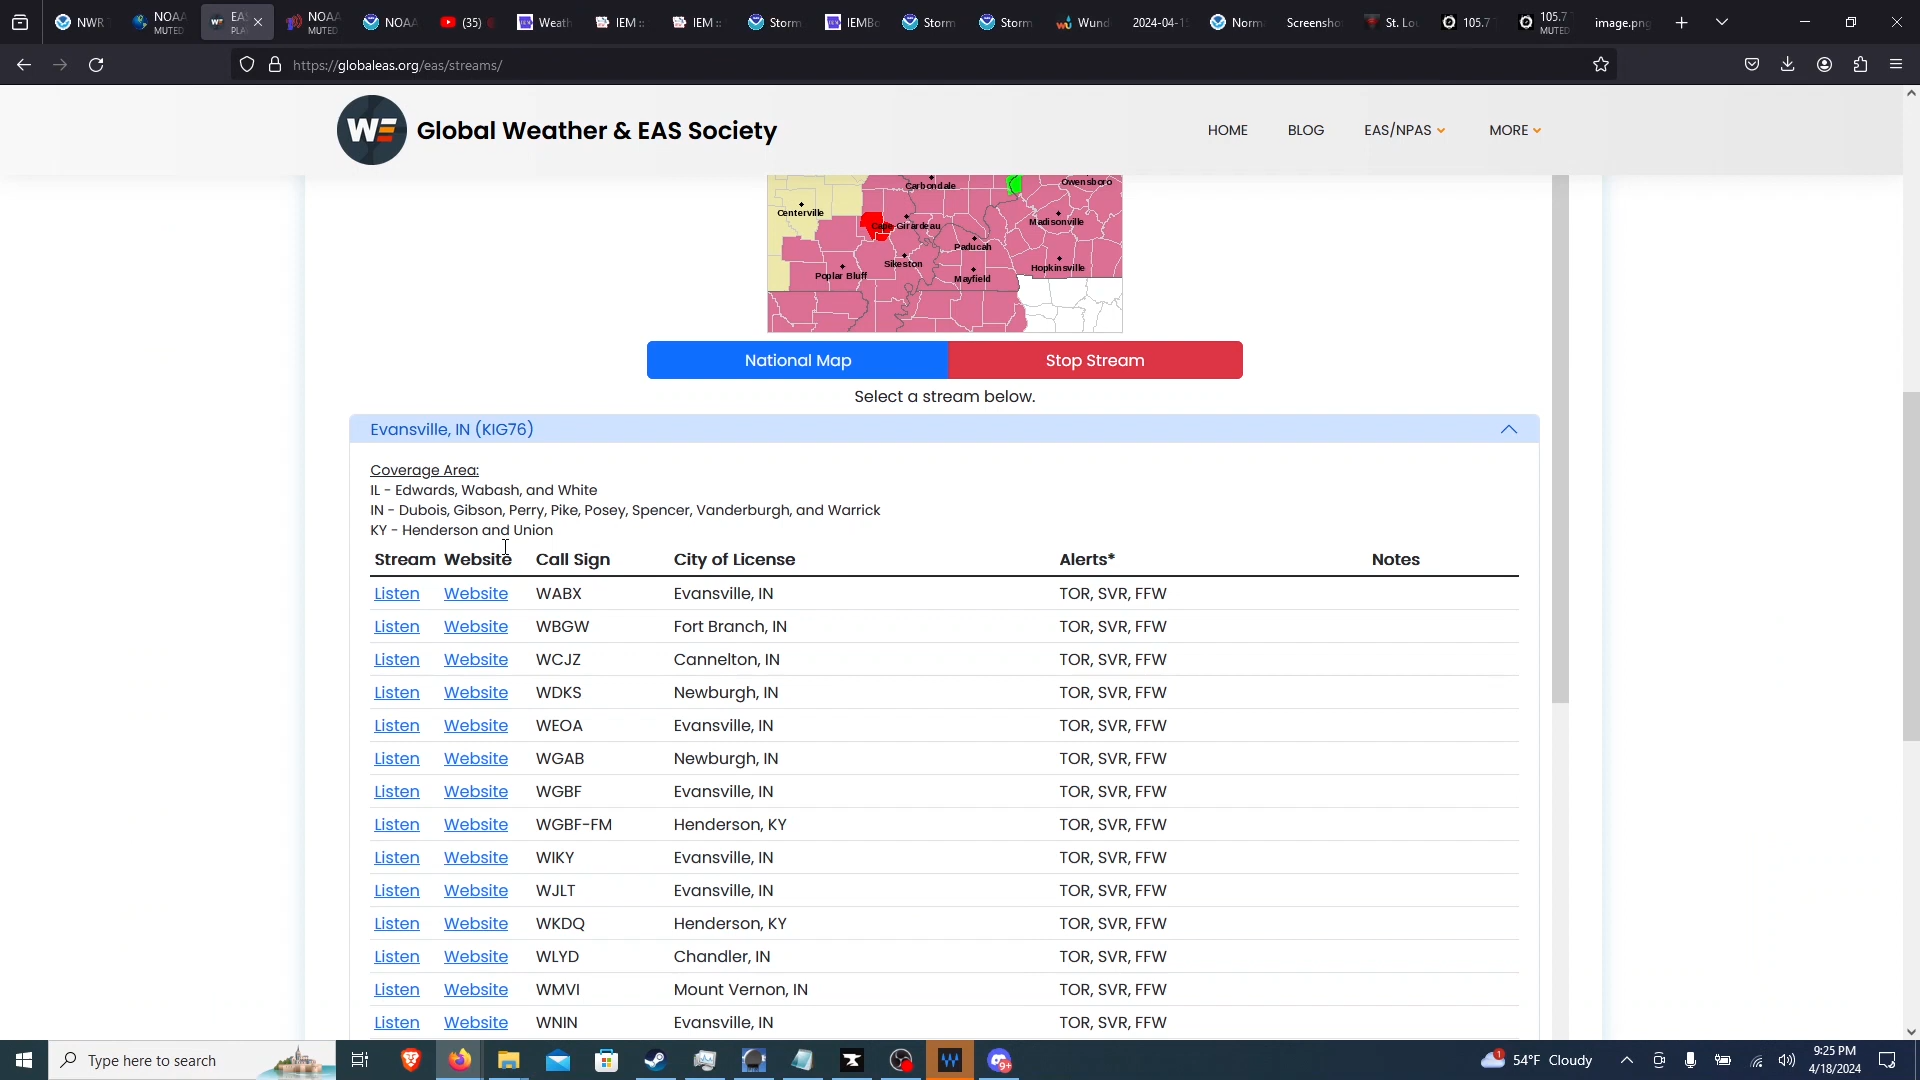 NWR
NOAA
MUTED
EAS
PLA
NOAA
MUTED
NOAA
(35)
Weath
IEM ::
IEM ::
Storm
IEMBo
Storm
Storm
Wund
2024-04-15
Norm
Screensho
St. Lou
105.7
105.7
MUTED
image.png
https://globaleas.org/eas/streams/
WE
Global Weather & EAS Society
HOME
BLOG
EAS/NPAS
MORE
Carbondale
Owensboro
Centerville
Cape Girardeau
Madisonville
Paducah
Sikeston
Poplar Bluff
Mayfield
Hopkinsville
National Map
Stop Stream
Select a stream below.
Evansville, IN (KIG76)
Coverage Area:
IL - Edwards, Wabash, and White
IN - Dubois, Gibson, Perry, Pike, Posey, Spencer, Vanderburgh, and Warrick
KY - Henderson and Union
Stream Website Call Sign City of License Alerts* Notes
Listen Website WABX Evansville, IN TOR, SVR, FFW
Listen Website WBGW Fort Branch, IN TOR, SVR, FFW
Listen Website WCJZ Cannelton, IN TOR, SVR, FFW
Listen Website WDKS Newburgh, IN TOR, SVR, FFW
Listen Website WEOA Evansville, IN TOR, SVR, FFW
Listen Website WGAB Newburgh, IN TOR, SVR, FFW
Listen Website WGBF Evansville, IN TOR, SVR, FFW
Listen Website WGBF-FM Henderson, KY TOR, SVR, FFW
Listen Website WIKY Evansville, IN TOR, SVR, FFW
Listen Website WJLT Evansville, IN TOR, SVR, FFW
Listen Website WKDQ Henderson, KY TOR, SVR, FFW
Listen Website WLYD Chandler, IN TOR, SVR, FFW
Listen Website WMVI Mount Vernon, IN TOR, SVR, FFW
Listen Website WNIN Evansville, IN TOR, SVR, FFW
Type here to search
9+
1
54°F Cloudy
9:25 PM
4/18/2024